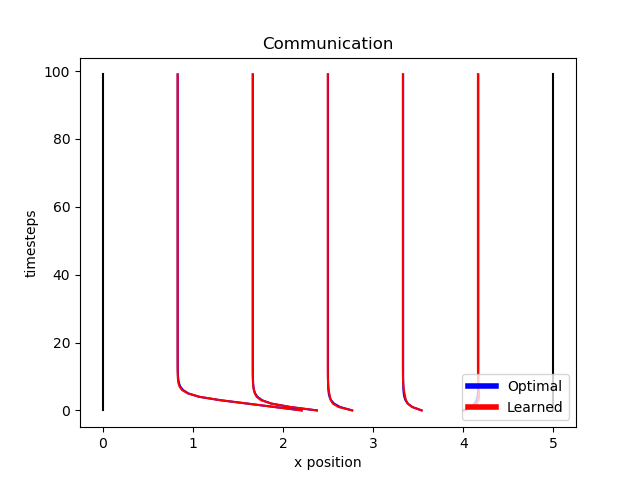 Communication
100
80
60
40
20
0
timesteps
0 1 2 3 4 5
x position
Optimal
Learned